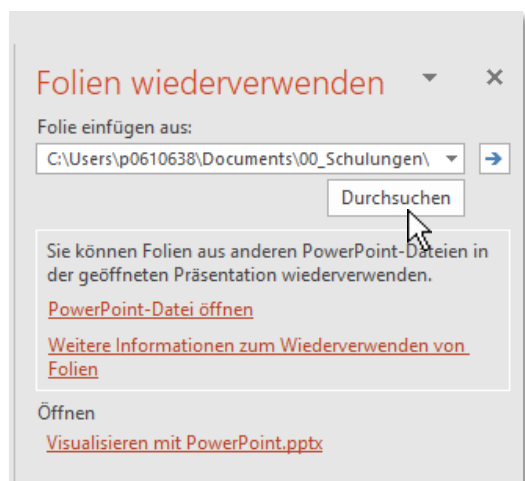 Folien wiederverwenden
Folie einfügen aus:
C:\Users\p0610638\Documents\00_Schulungen\
Durchsuchen
Sie können Folien aus anderen PowerPoint-Dateien in
der geöffneten Präsentation wiederverwenden.
PowerPoint-Datei öffnen
Weitere Informationen zum Wiederverwenden von
Folien
Öffnen
Visualisieren mit PowerPoint.pptx